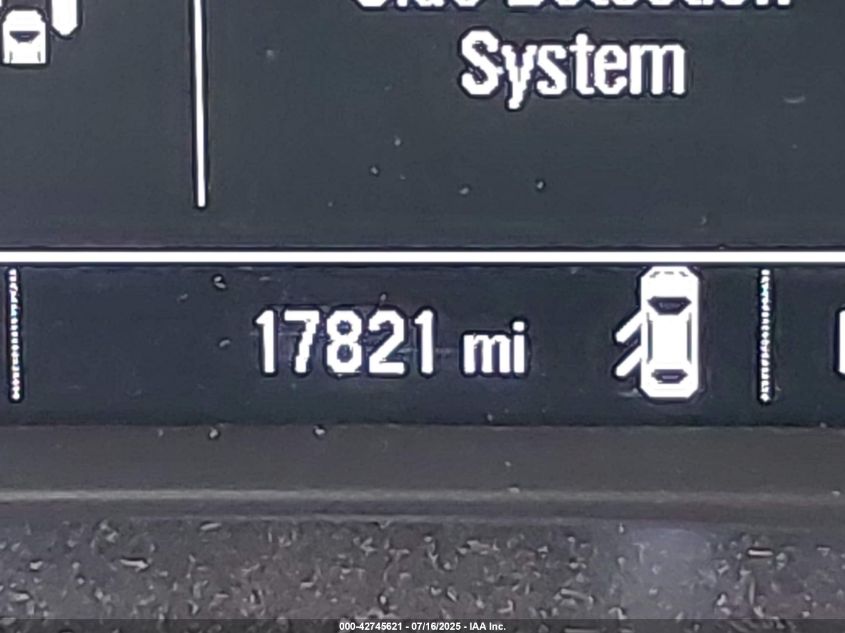 System
17821 mi
000-42745621 - 07/16/2025 - IAA Inc.